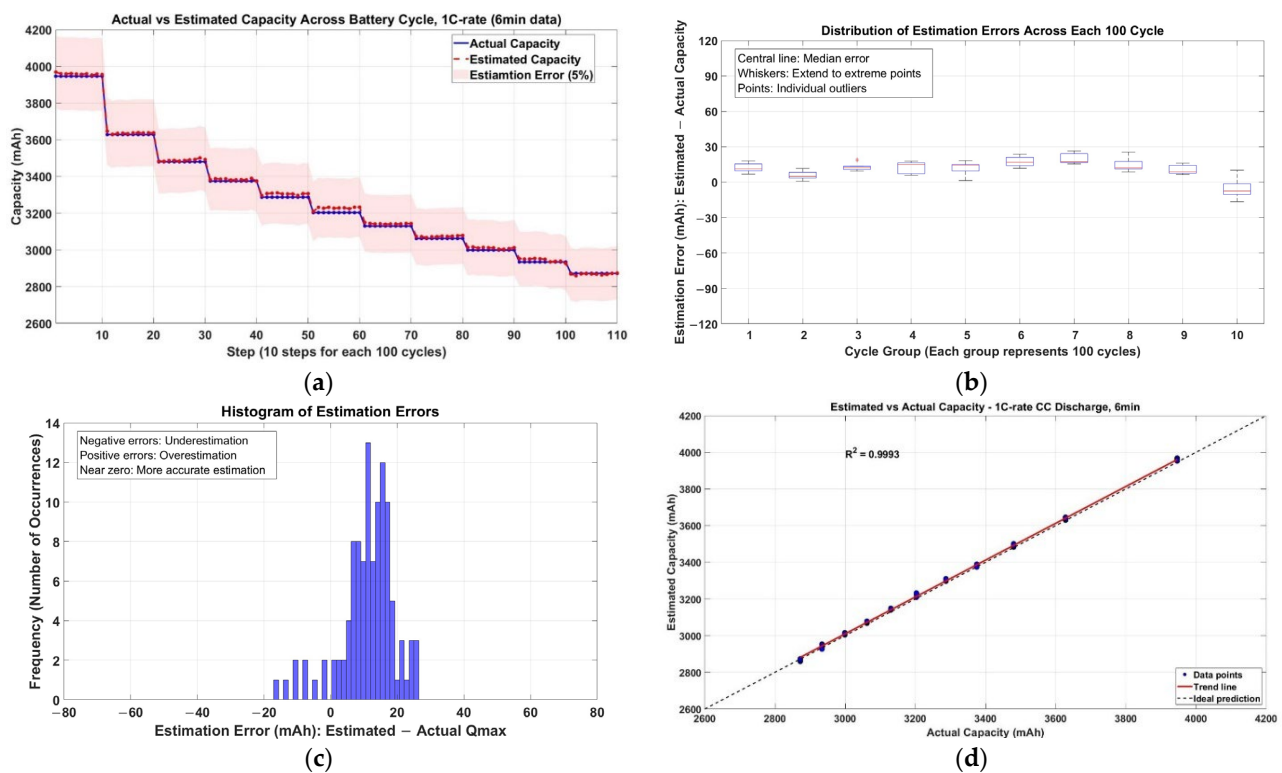 Actual vs Estimated Capacity Across Battery Cycle, 1C-rate (6min data)
4200
4000
3800
3600
3400
3200
3000
2800
2600
Capacity (mAh)
Actual Capacity
Estimated Capacity
Estiamtion Error (5%)
10 20 30 40 50 60 70 80 90 100 110
Step (10 steps for each 100 cycles)
(a)
Distribution of Estimation Errors Across Each 100 Cycle
120
90
60
30
0
−30
−60
−90
−120
Estimation Error (mAh): Estimated − Actual Capacity
Central line: Median error
Whiskers: Extend to extreme points
Points: Individual outliers
1 2 3 4 5 6 7 8 9 10
Cycle Group (Each group represents 100 cycles)
(b)
Histogram of Estimation Errors
14
12
10
8
6
4
2
0
Frequency (Number of Occurrences)
Negative errors: Underestimation
Positive errors: Overestimation
Near zero: More accurate estimation
−80 −60 −40 −20 0 20 40 60 80
Estimation Error (mAh): Estimated − Actual Qmax
(c)
Estimated vs Actual Capacity - 1C-rate CC Discharge, 6min
4200
4000
3800
3600
3400
3200
3000
2800
2600
Estimated Capacity (mAh)
R² = 0.9993
Data points
Trend line
Ideal prediction
2600 2800 3000 3200 3400 3600 3800 4000 4200
Actual Capacity (mAh)
(d)